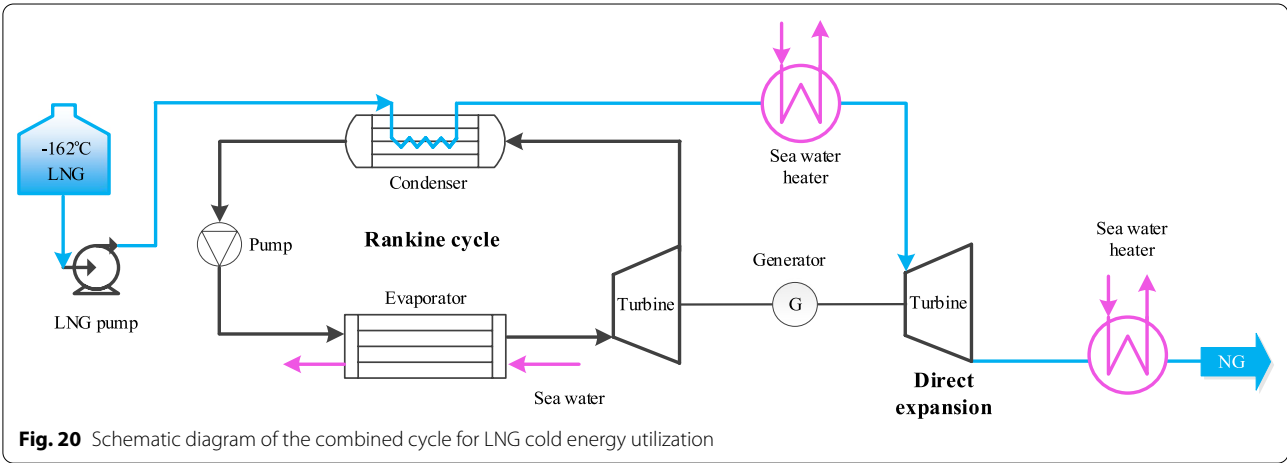 -162℃
LNG
LNG pump
Pump
Condenser
Rankine cycle
Evaporator
Sea water
Turbine
Generator
G
Sea water
heater
Turbine
Direct
expansion
Sea water
heater
NG
Fig. 20 Schematic diagram of the combined cycle for LNG cold energy utilization